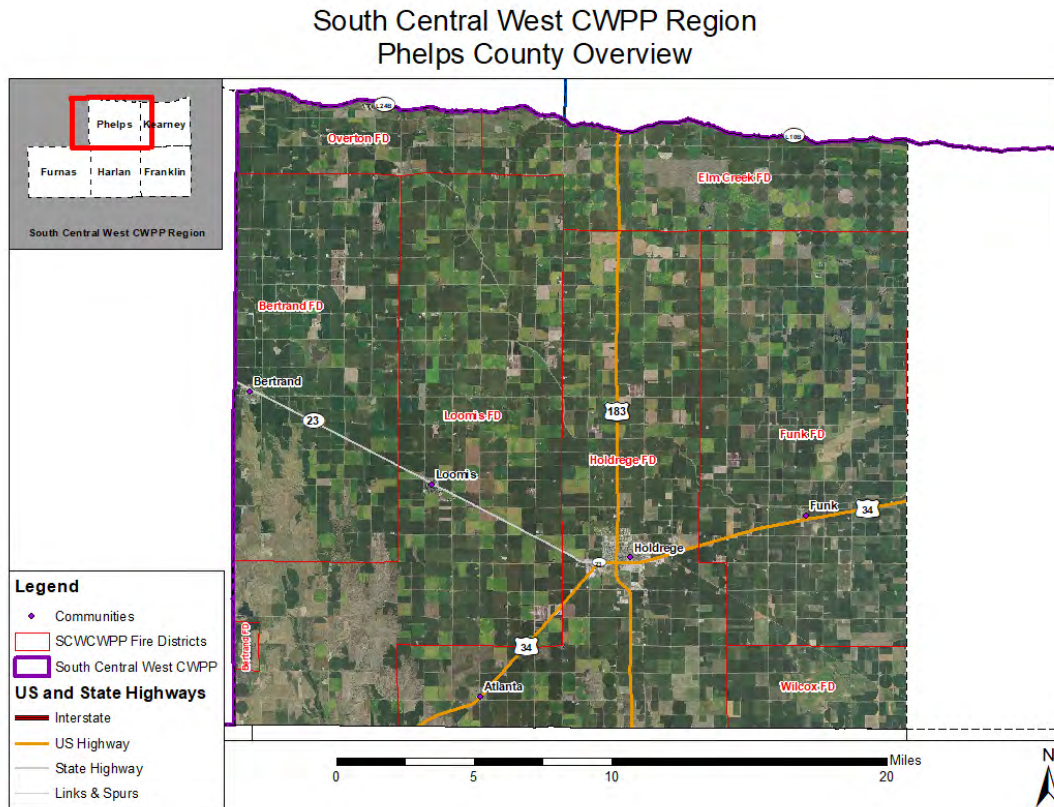 South Central West CWPP Region
Phelps County Overview
Phelps
Kearney
Furnas
Harlan
Franklin
South Central West CWPP Region
L24B
L18B
Overton FD
Elm Creek FD
Bertrand FD
Bertrand
23
Loomis FD
183
Funk FD
Holdrege FD
Loomis
Funk
34
Holdrege
23
Bertrand FD
34
Atlanta
Wilcox FD
Legend
Communities
SCWCWPP Fire Districts
South Central West CWPP
US and State Highways
Interstate
US Highway
State Highway
Links & Spurs
0
5
10
20
Miles
N